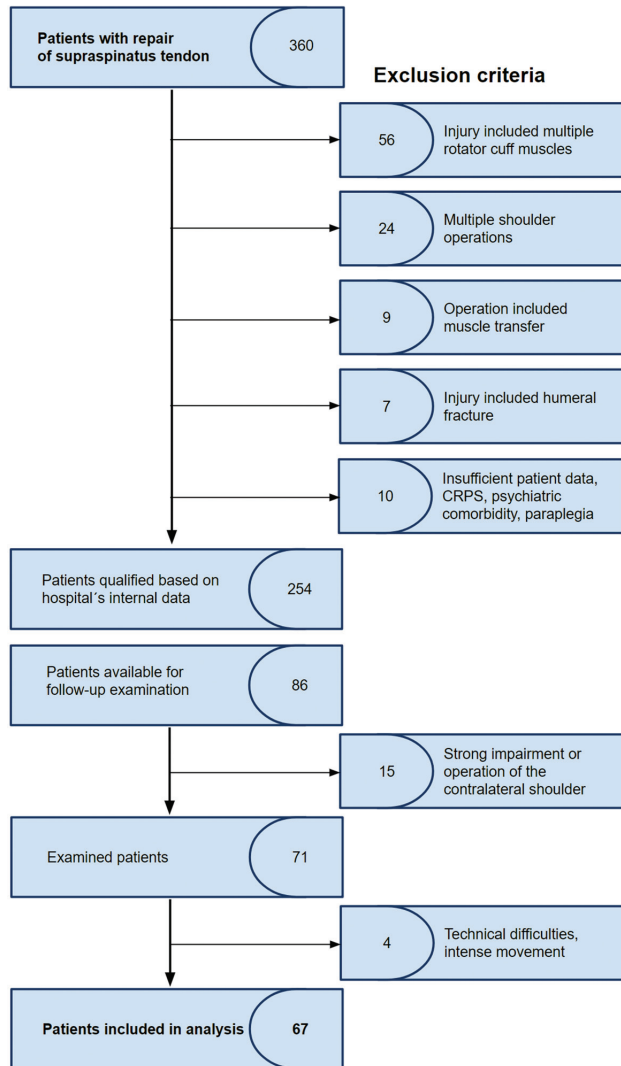 Patients with repair
of supraspinatus tendon
360
Exclusion criteria
56
Injury included multiple
rotator cuff muscles
24
Multiple shoulder
operations
9
Operation included
muscle transfer
7
Injury included humeral
fracture
10
Insufficient patient data,
CRPS, psychiatric
comorbidity, paraplegia
Patients qualified based on
hospital´s internal data
254
Patients available for
follow-up examination
86
15
Strong impairment or
operation of the
contralateral shoulder
Examined patients
71
4
Technical difficulties,
intense movement
Patients included in analysis
67